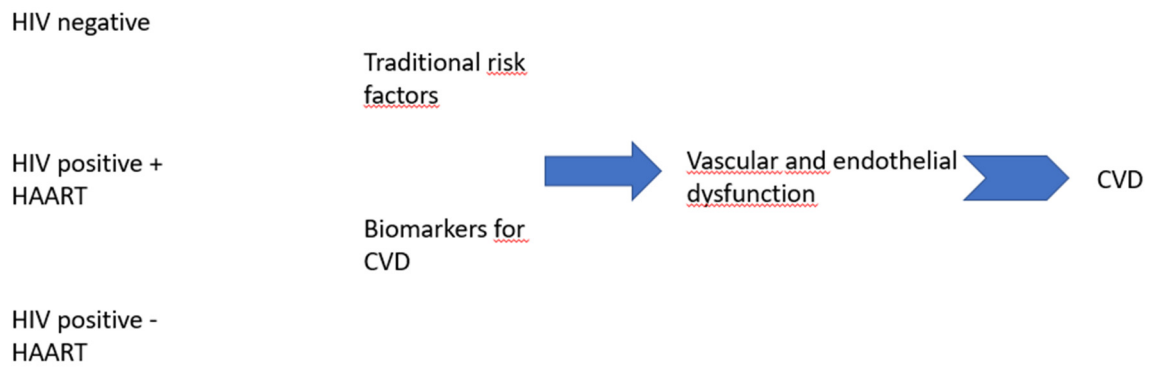 HIV negative
Traditional risk
factors
HIV positive +
HAART
Vascular and endothelial
dysfunction
CVD
Biomarkers for
CVD
HIV positive -
HAART